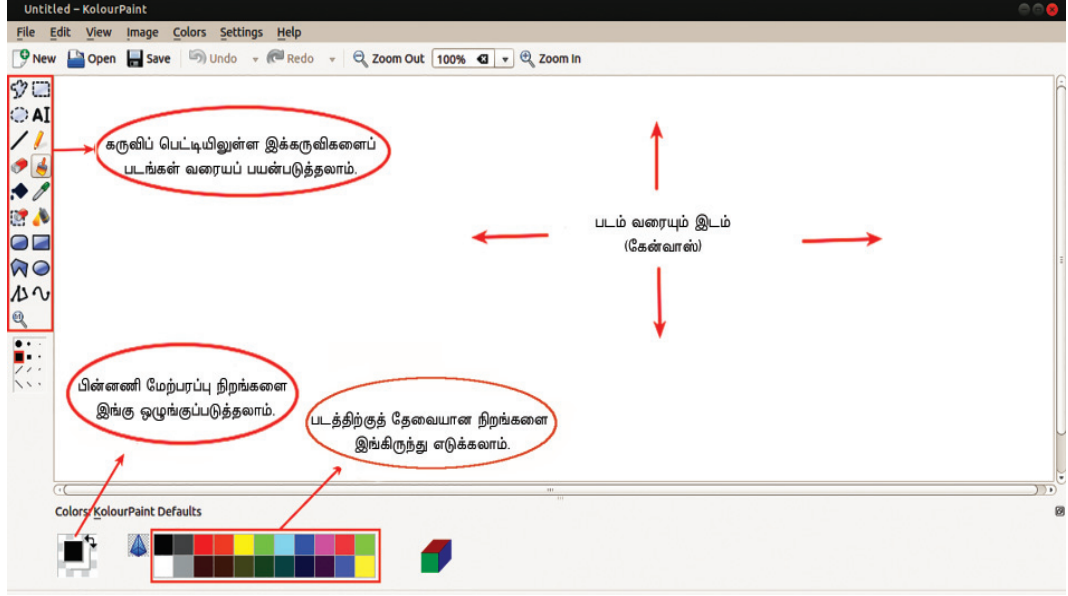 Untitled – KolourPaint
File Edit View Image Colors Settings Help
New Open Save Undo Redo Zoom Out 100% Zoom In
AI
கருவிப் பெட்டியிலுள்ள இக்கருவிகளைப்
படங்கள் வரையப் பயன்படுத்தலாம்.
படம் வரையும் இடம்
(கேன்வாஸ்)
பின்னணி மேற்பரப்பு நிறங்களை
இங்கு ஒழுங்குப்படுத்தலாம்.
படத்திற்குத் தேவையான நிறங்களை
இங்கிருந்து எடுக்கலாம்.
Colors: KolourPaint Defaults